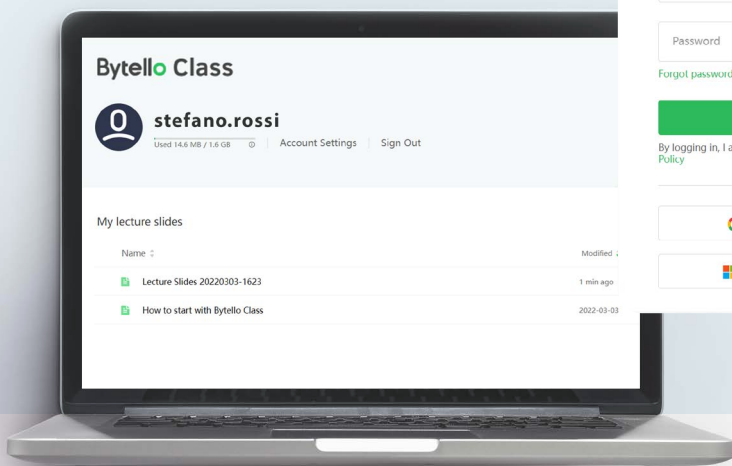 Bytello Class
stefano.rossi
Used 14.6 MB / 1.6 GB
Account Settings
Sign Out
My lecture slides
Name
Modified
Lecture Slides 20220303-1623
1 min ago
How to start with Bytello Class
2022-03-03
Password
Forgot password
By logging in, I a
Policy